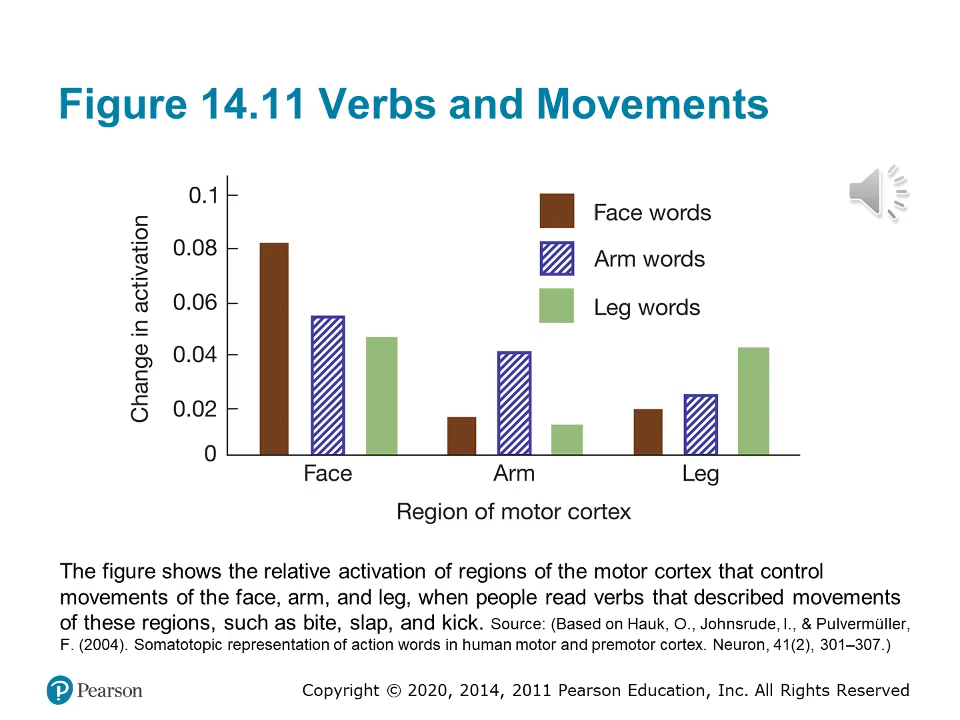 Figure 14.11 Verbs and Movements
0.1
0.08
0.06
0.04
0.02
0
Change in activation
Face words
Arm words
Leg words
Face Arm Leg
Region of motor cortex
The figure shows the relative activation of regions of the motor cortex that control
movements of the face, arm, and leg, when people read verbs that described movements
of these regions, such as bite, slap, and kick. Source: (Based on Hauk, O., Johnsrude, I., & Pulvermüller,
F. (2004). Somatotopic representation of action words in human motor and premotor cortex. Neuron, 41(2), 301–307.)
P Pearson
Copyright © 2020, 2014, 2011 Pearson Education, Inc. All Rights Reserved